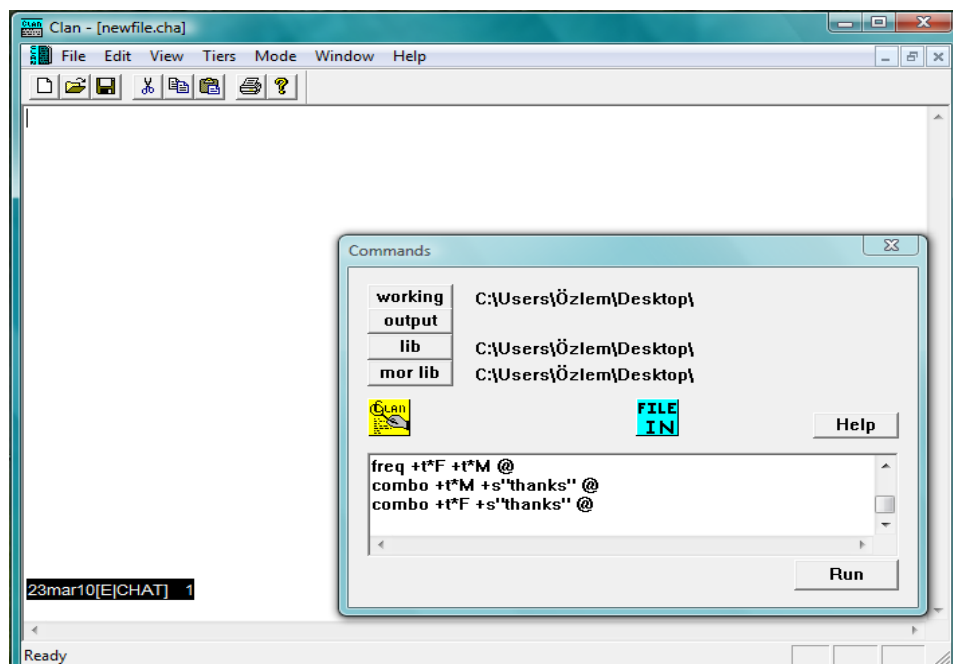 Clan - [newfile.cha]
File Edit View Tiers Mode Window Help
Commands
working C:\Users\Özlem\Desktop\
output
lib C:\Users\Özlem\Desktop\
mor lib C:\Users\Özlem\Desktop\
CLAN
FILE
IN
Help
freq +t*F +t*M @
combo +t*M +s"thanks" @
combo +t*F +s"thanks" @
Run
23mar10[E|CHAT] 1
Ready